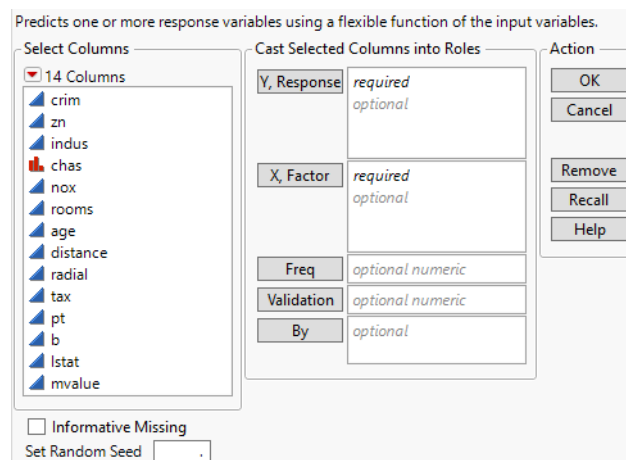 Predicts one or more response variables using a flexible function of the input variables.
Select Columns
14 Columns
crim
zn
indus
chas
nox
rooms
age
distance
radial
tax
pt
b
lstat
mvalue
Cast Selected Columns into Roles
Y, Response
required
optional
X, Factor
required
optional
Freq
optional numeric
Validation
optional numeric
By
optional
Action
OK
Cancel
Remove
Recall
Help
Informative Missing
Set Random Seed .